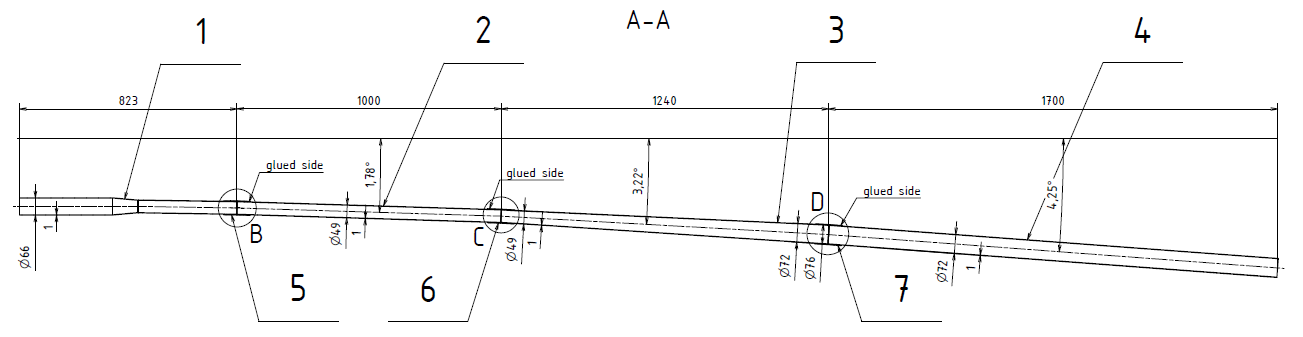 A-A
1
2
3
4
823
1000
1240
1700
glued side
glued side
glued side
1,78°
3,22°
4,25°
B
C
D
Ø66
1
Ø49
1
Ø49
1
Ø72
Ø76
Ø72
1
5
6
7